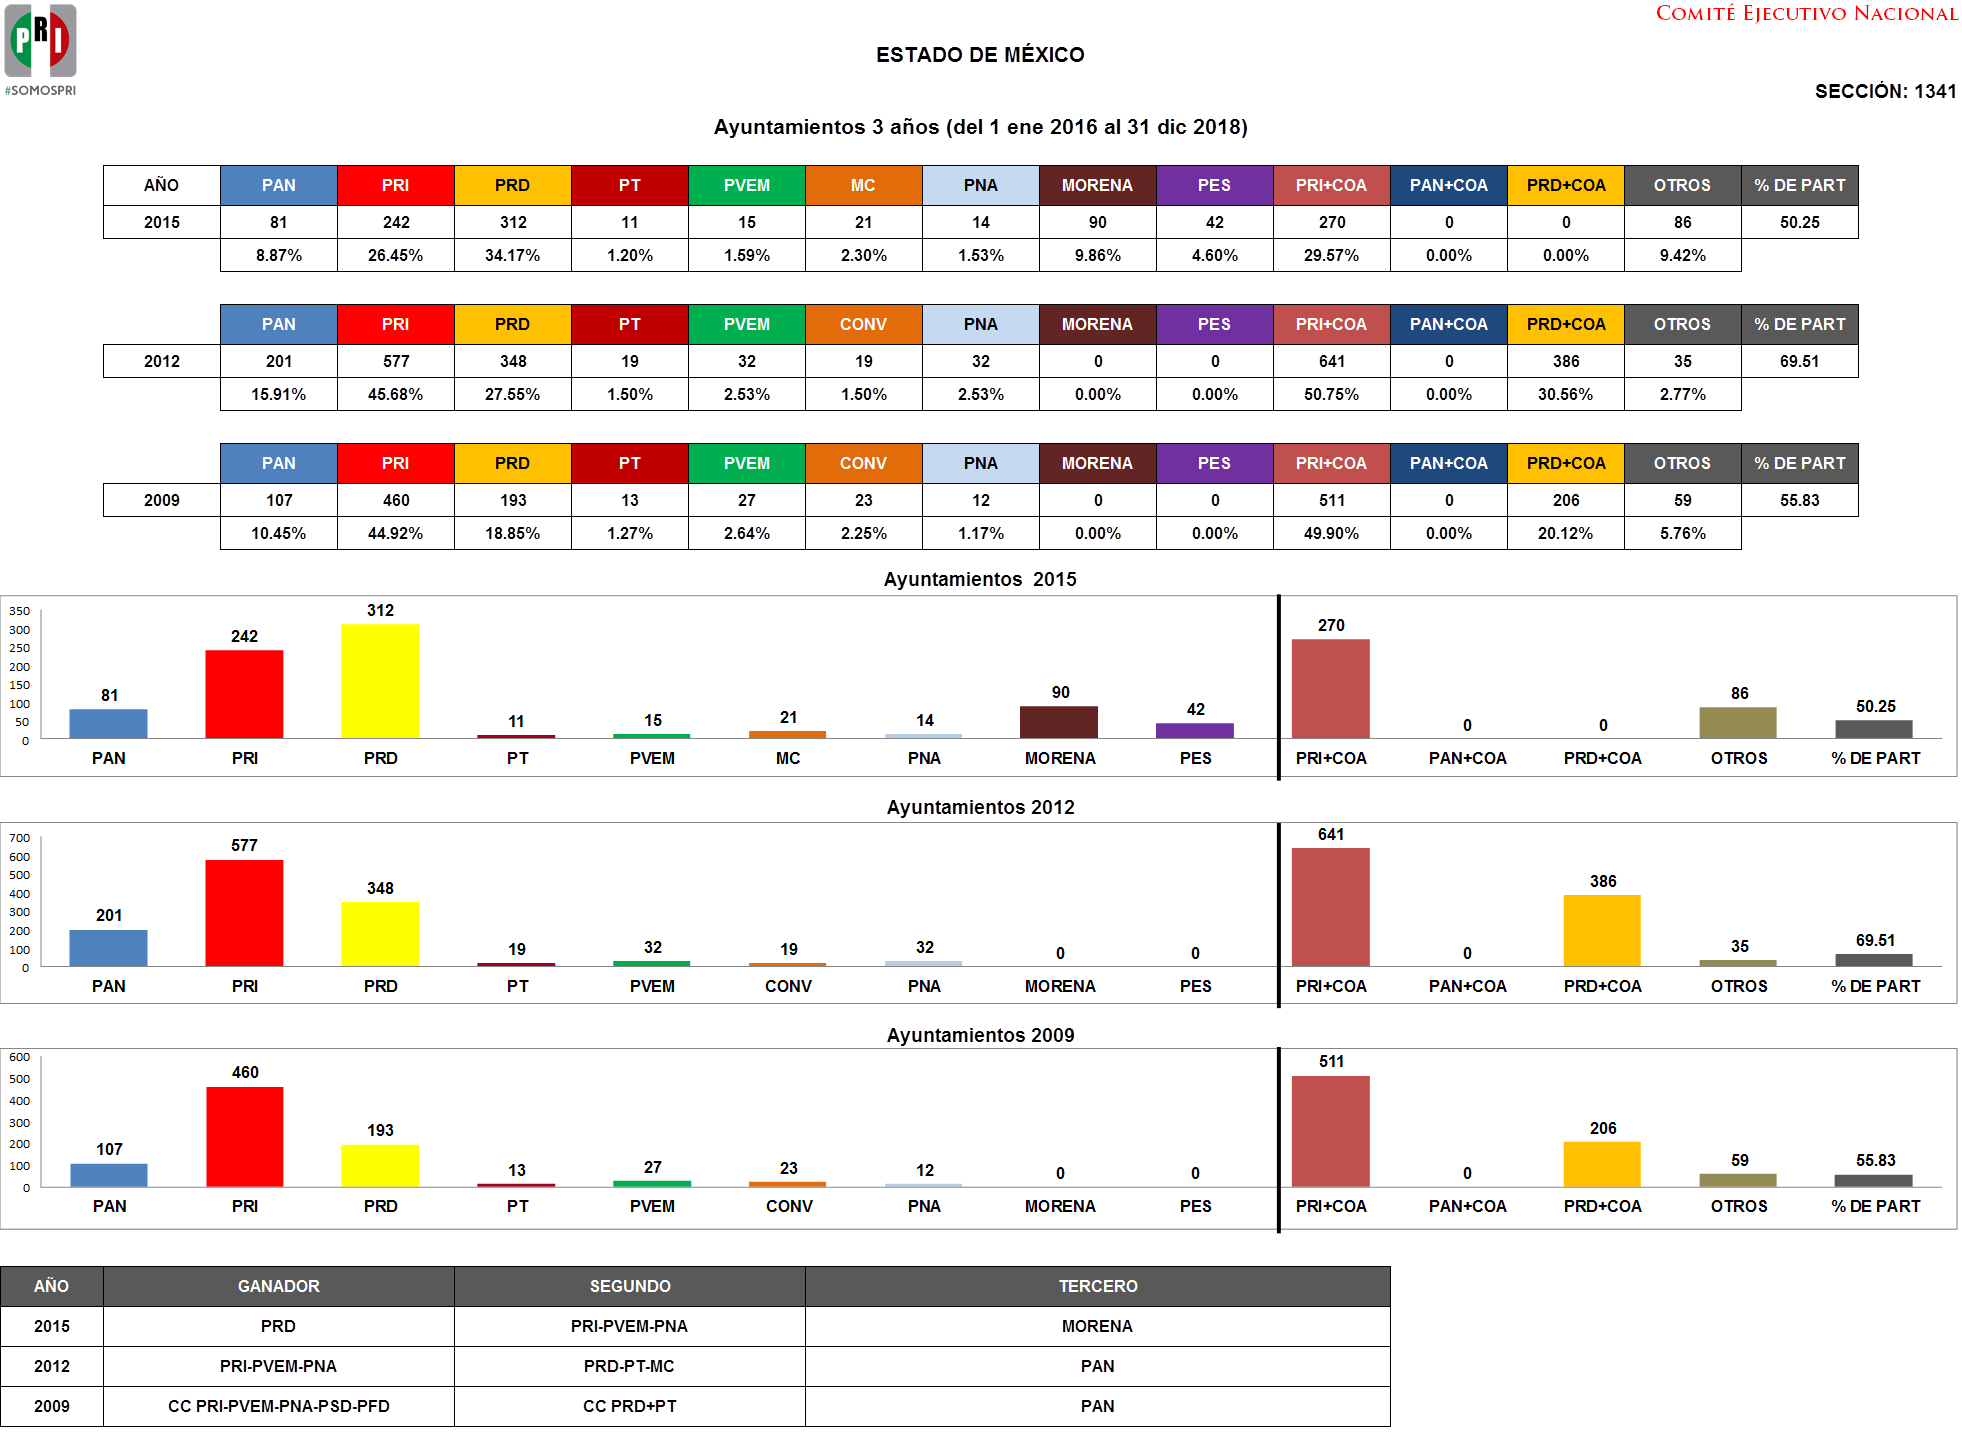 COMITÉ EJECUTIVO NACIONAL
PRI
#SOMOSPRI
ESTADO DE MÉXICO
SECCIÓN: 1341
Ayuntamientos 3 años (del 1 ene 2016 al 31 dic 2018)
AÑO PAN PRI PRD PT PVEM MC PNA MORENA PES PRI+COA PAN+COA PRD+COA OTROS % DE PART
2015 81 242 312 11 15 21 14 90 42 270 0 0 86 50.25
8.87% 26.45% 34.17% 1.20% 1.59% 2.30% 1.53% 9.86% 4.60% 29.57% 0.00% 0.00% 9.42%
PAN PRI PRD PT PVEM CONV PNA MORENA PES PRI+COA PAN+COA PRD+COA OTROS % DE PART
2012 201 577 348 19 32 19 32 0 0 641 0 386 35 69.51
15.91% 45.68% 27.55% 1.50% 2.53% 1.50% 2.53% 0.00% 0.00% 50.75% 0.00% 30.56% 2.77%
PAN PRI PRD PT PVEM CONV PNA MORENA PES PRI+COA PAN+COA PRD+COA OTROS % DE PART
2009 107 460 193 13 27 23 12 0 0 511 0 206 59 55.83
10.45% 44.92% 18.85% 1.27% 2.64% 2.25% 1.17% 0.00% 0.00% 49.90% 0.00% 20.12% 5.76%
Ayuntamientos 2015
350
300
250
200
150
100
50
0
81 242 312 11 15 21 14 90 42 270 0 0 86 50.25
PAN PRI PRD PT PVEM MC PNA MORENA PES PRI+COA PAN+COA PRD+COA OTROS % DE PART
Ayuntamientos 2012
700
600
500
400
300
200
100
0
201 577 348 19 32 19 32 0 0 641 0 386 35 69.51
PAN PRI PRD PT PVEM CONV PNA MORENA PES PRI+COA PAN+COA PRD+COA OTROS % DE PART
Ayuntamientos 2009
600
500
400
300
200
100
0
107 460 193 13 27 23 12 0 0 511 0 206 59 55.83
PAN PRI PRD PT PVEM CONV PNA MORENA PES PRI+COA PAN+COA PRD+COA OTROS % DE PART
AÑO GANADOR SEGUNDO TERCERO
2015 PRD PRI-PVEM-PNA MORENA
2012 PRI-PVEM-PNA PRD-PT-MC PAN
2009 CC PRI-PVEM-PNA-PSD-PFD CC PRD+PT PAN